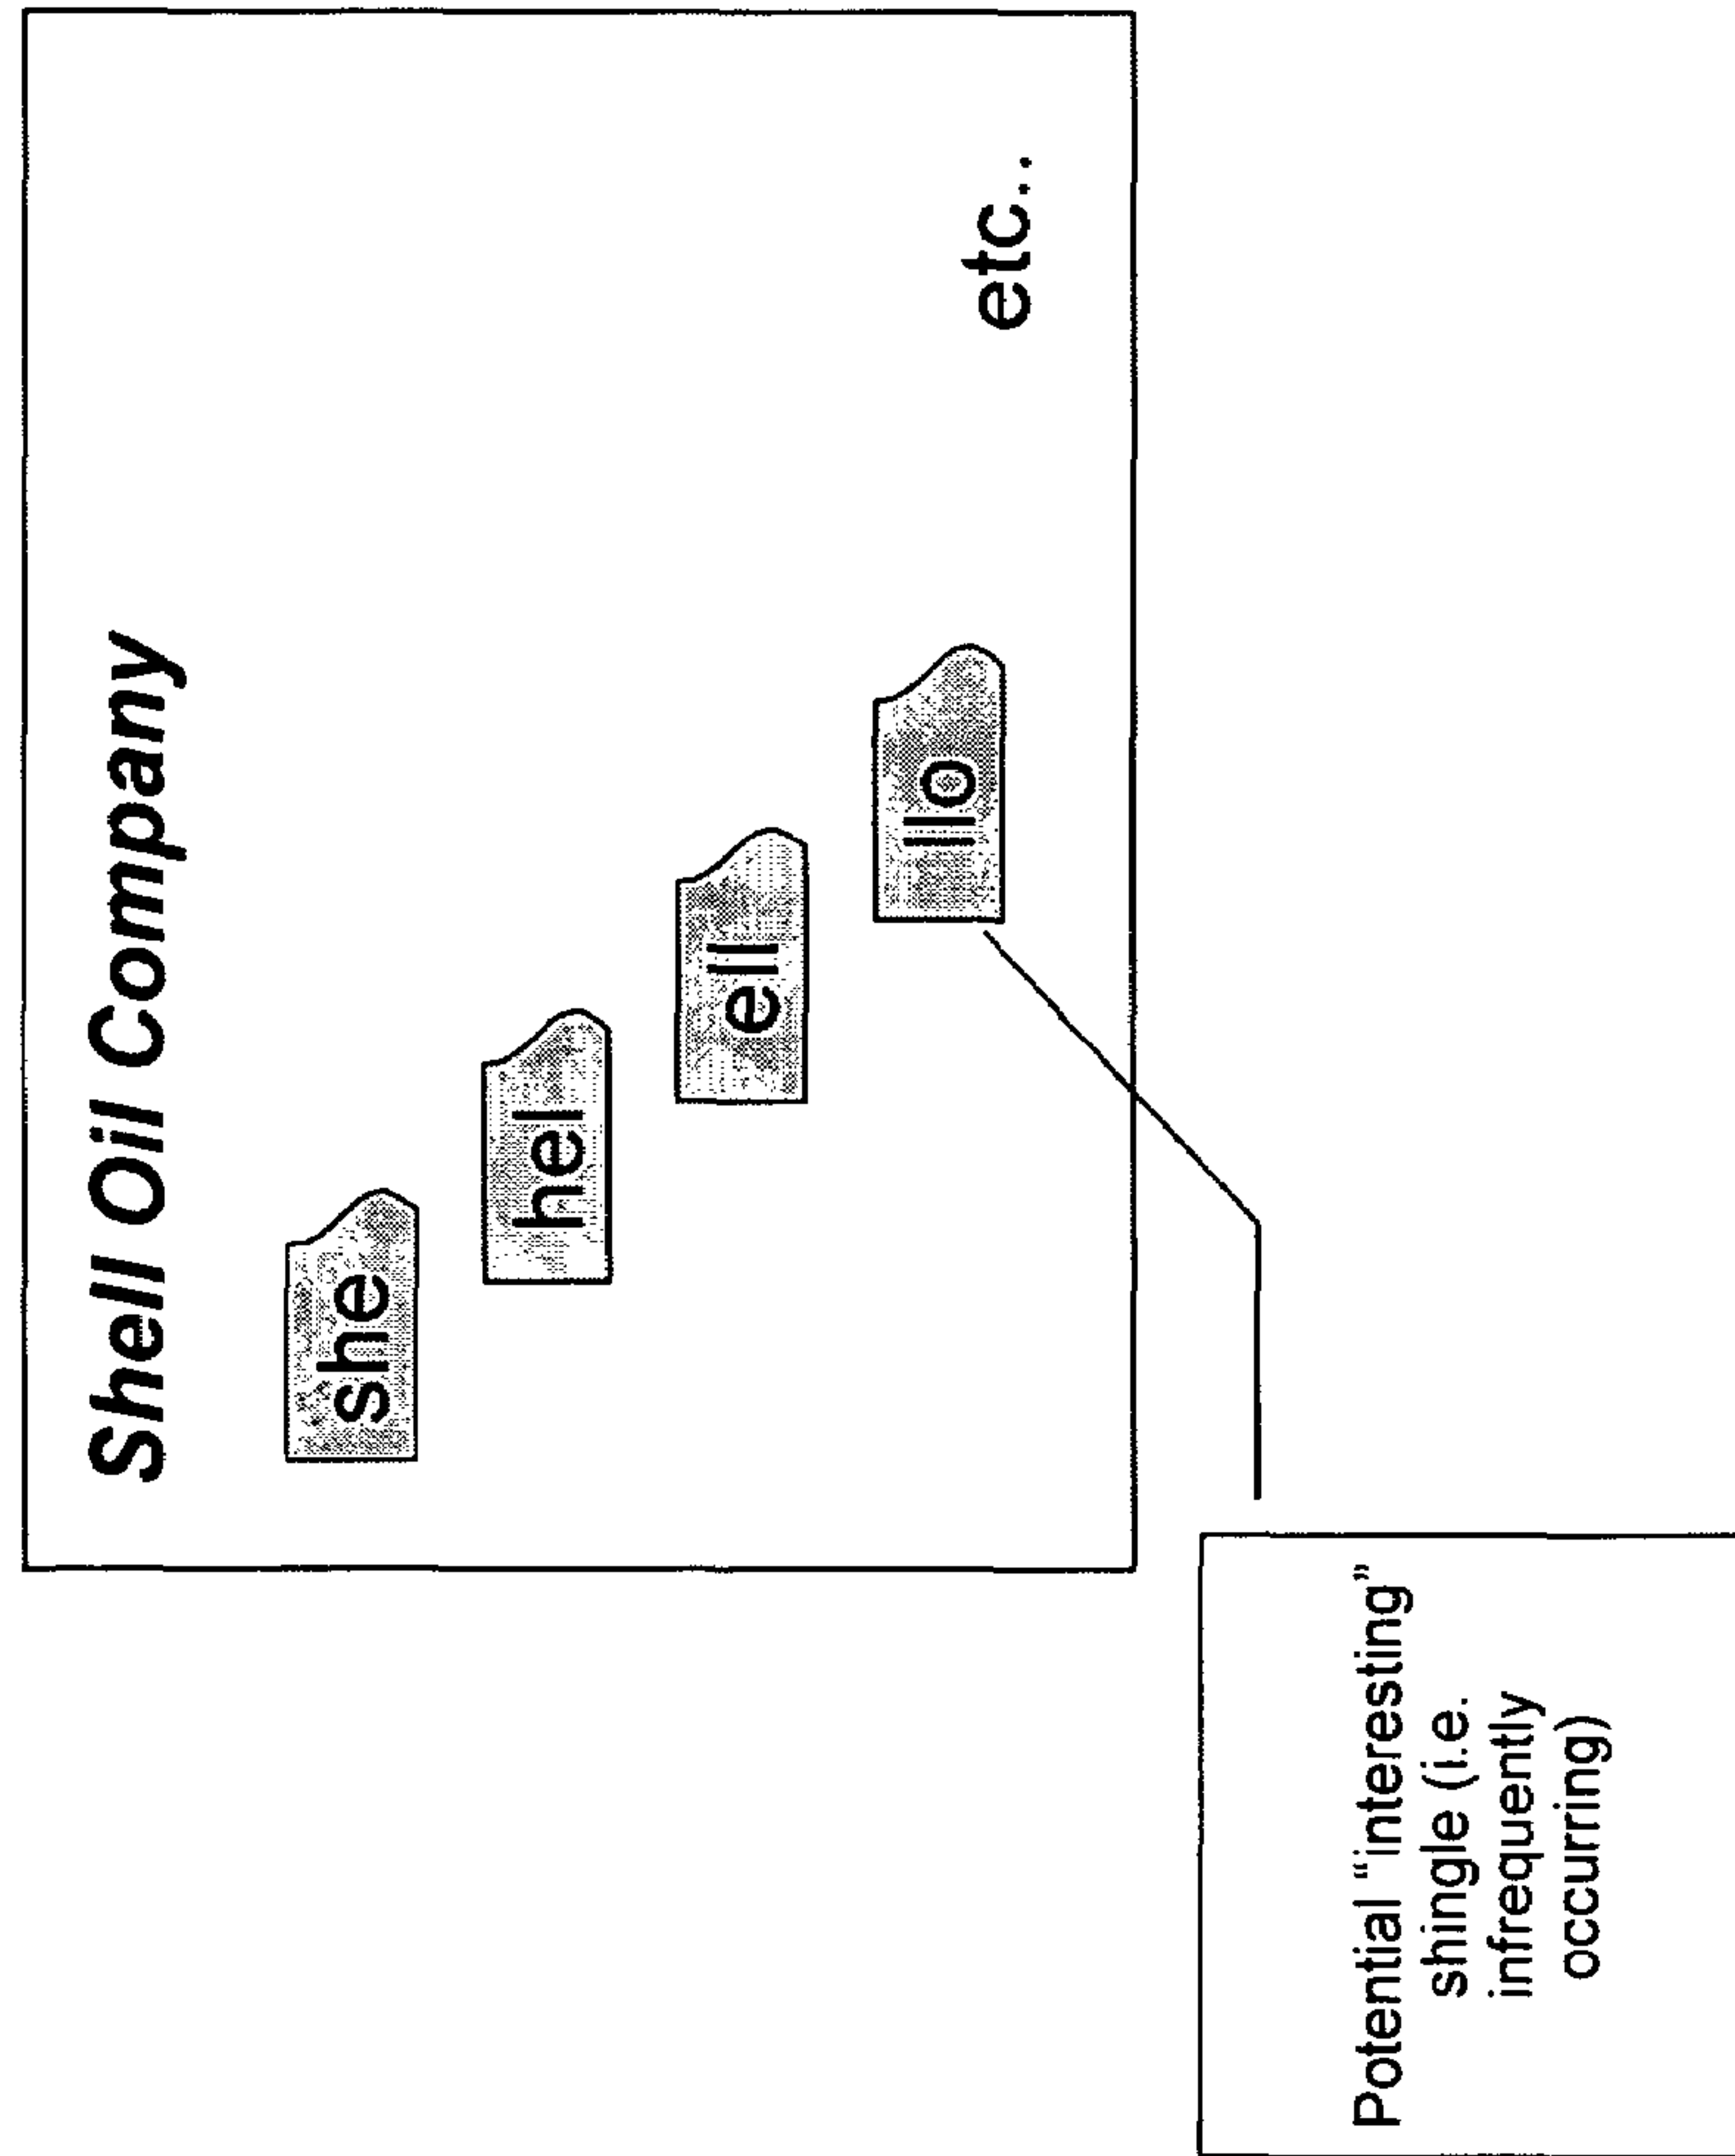 Shell Oil Company
she
hel
ell
llo
etc..
Potential “interesting”
shingle (i.e.
infrequently
occurring)